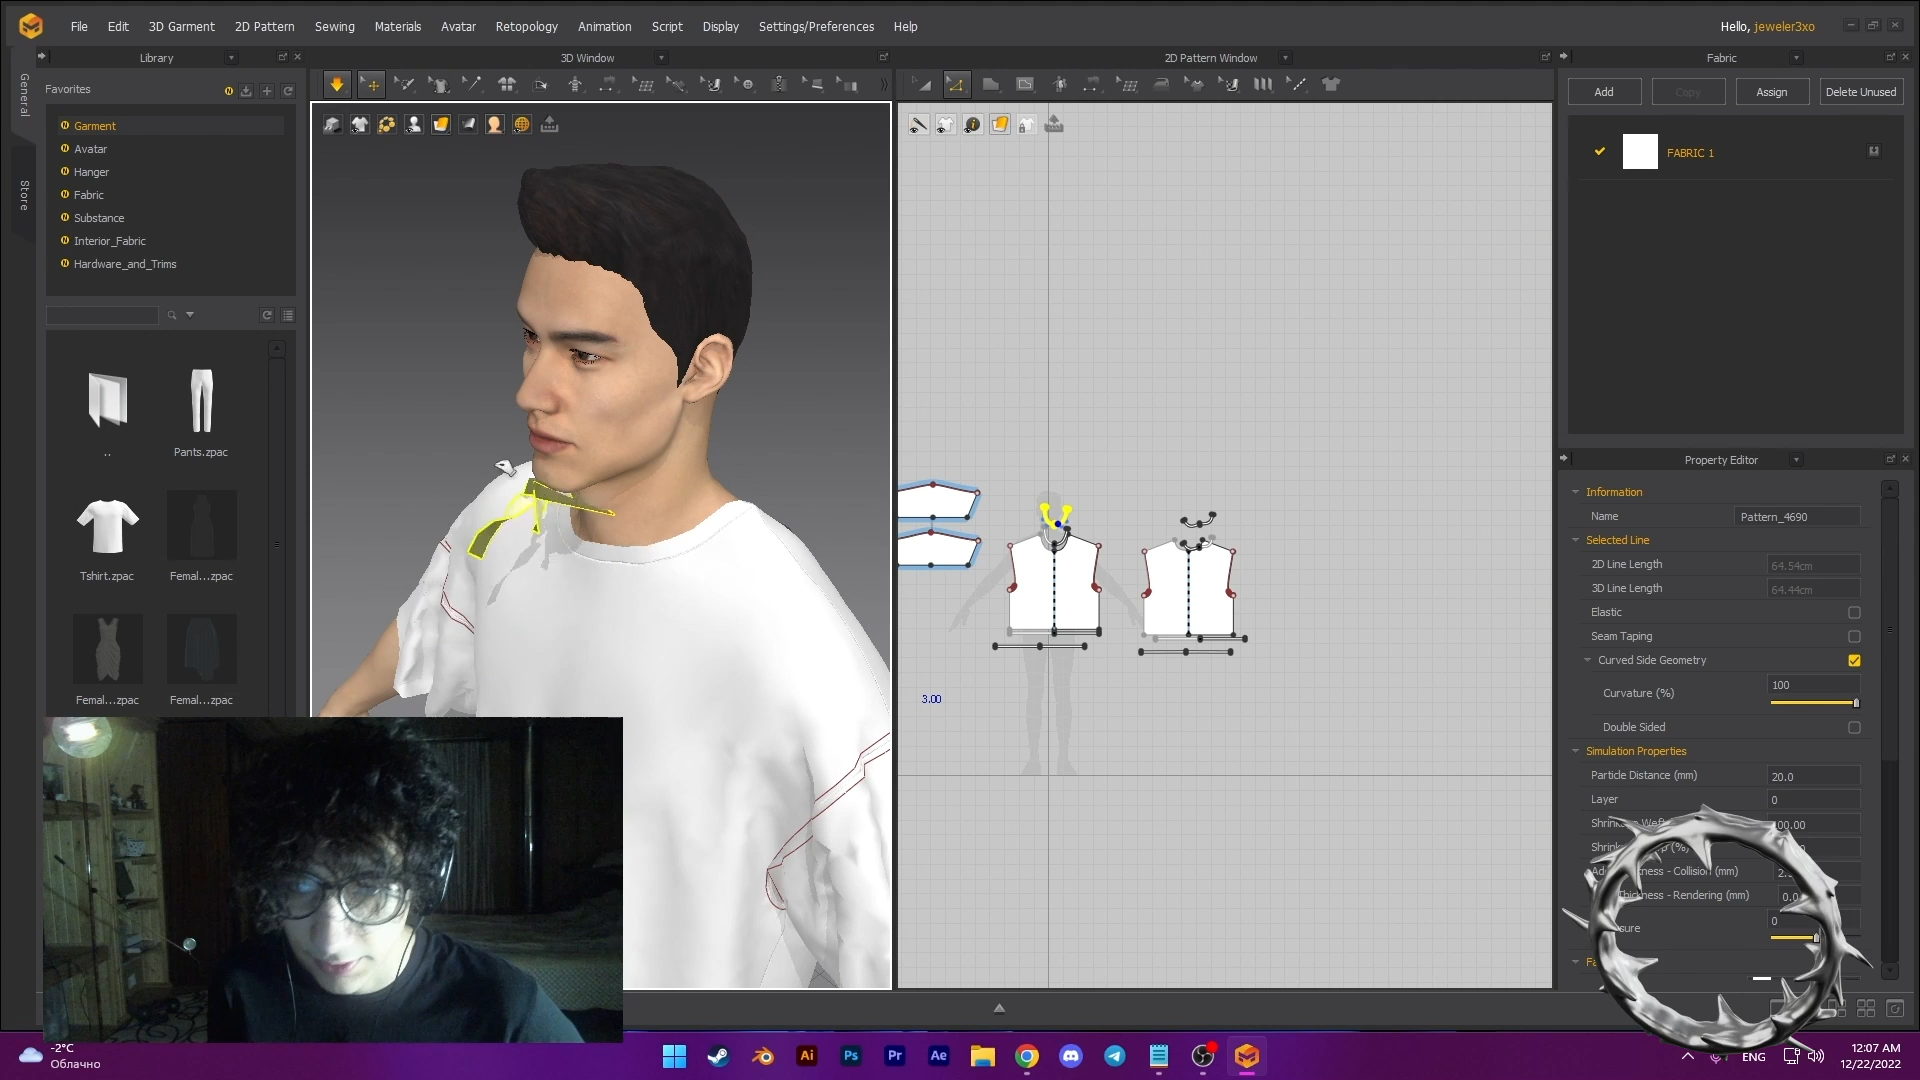 File Edit 3D Garment 2D Pattern Sewing Materials Avatar Retopology Animation Script Display Settings/Preferences Help
Hello, jeweler3xo
Library
3D Window
2D Pattern Window
Fabric
General
Store
Favorites
Garment
Avatar
Hanger
Fabric
Substance
Interior_Fabric
Hardware_and_Trims
..
Pants.zpac
Tshirt.zpac
Femal...zpac
Femal...zpac
Femal...zpac
3.00
Add Copy Assign Delete Unused
FABRIC 1
Property Editor
Information
Name Pattern_4690
Selected Line
2D Line Length 64.54cm
3D Line Length 64.44cm
Elastic
Seam Taping
Curved Side Geometry
Curvature (%) 100
Double Sided
Simulation Properties
Particle Distance (mm) 20.0
Layer 0
-2°C
Облачно
Ai Ps Pr Ae
ENG
12:07 AM
12/22/2022